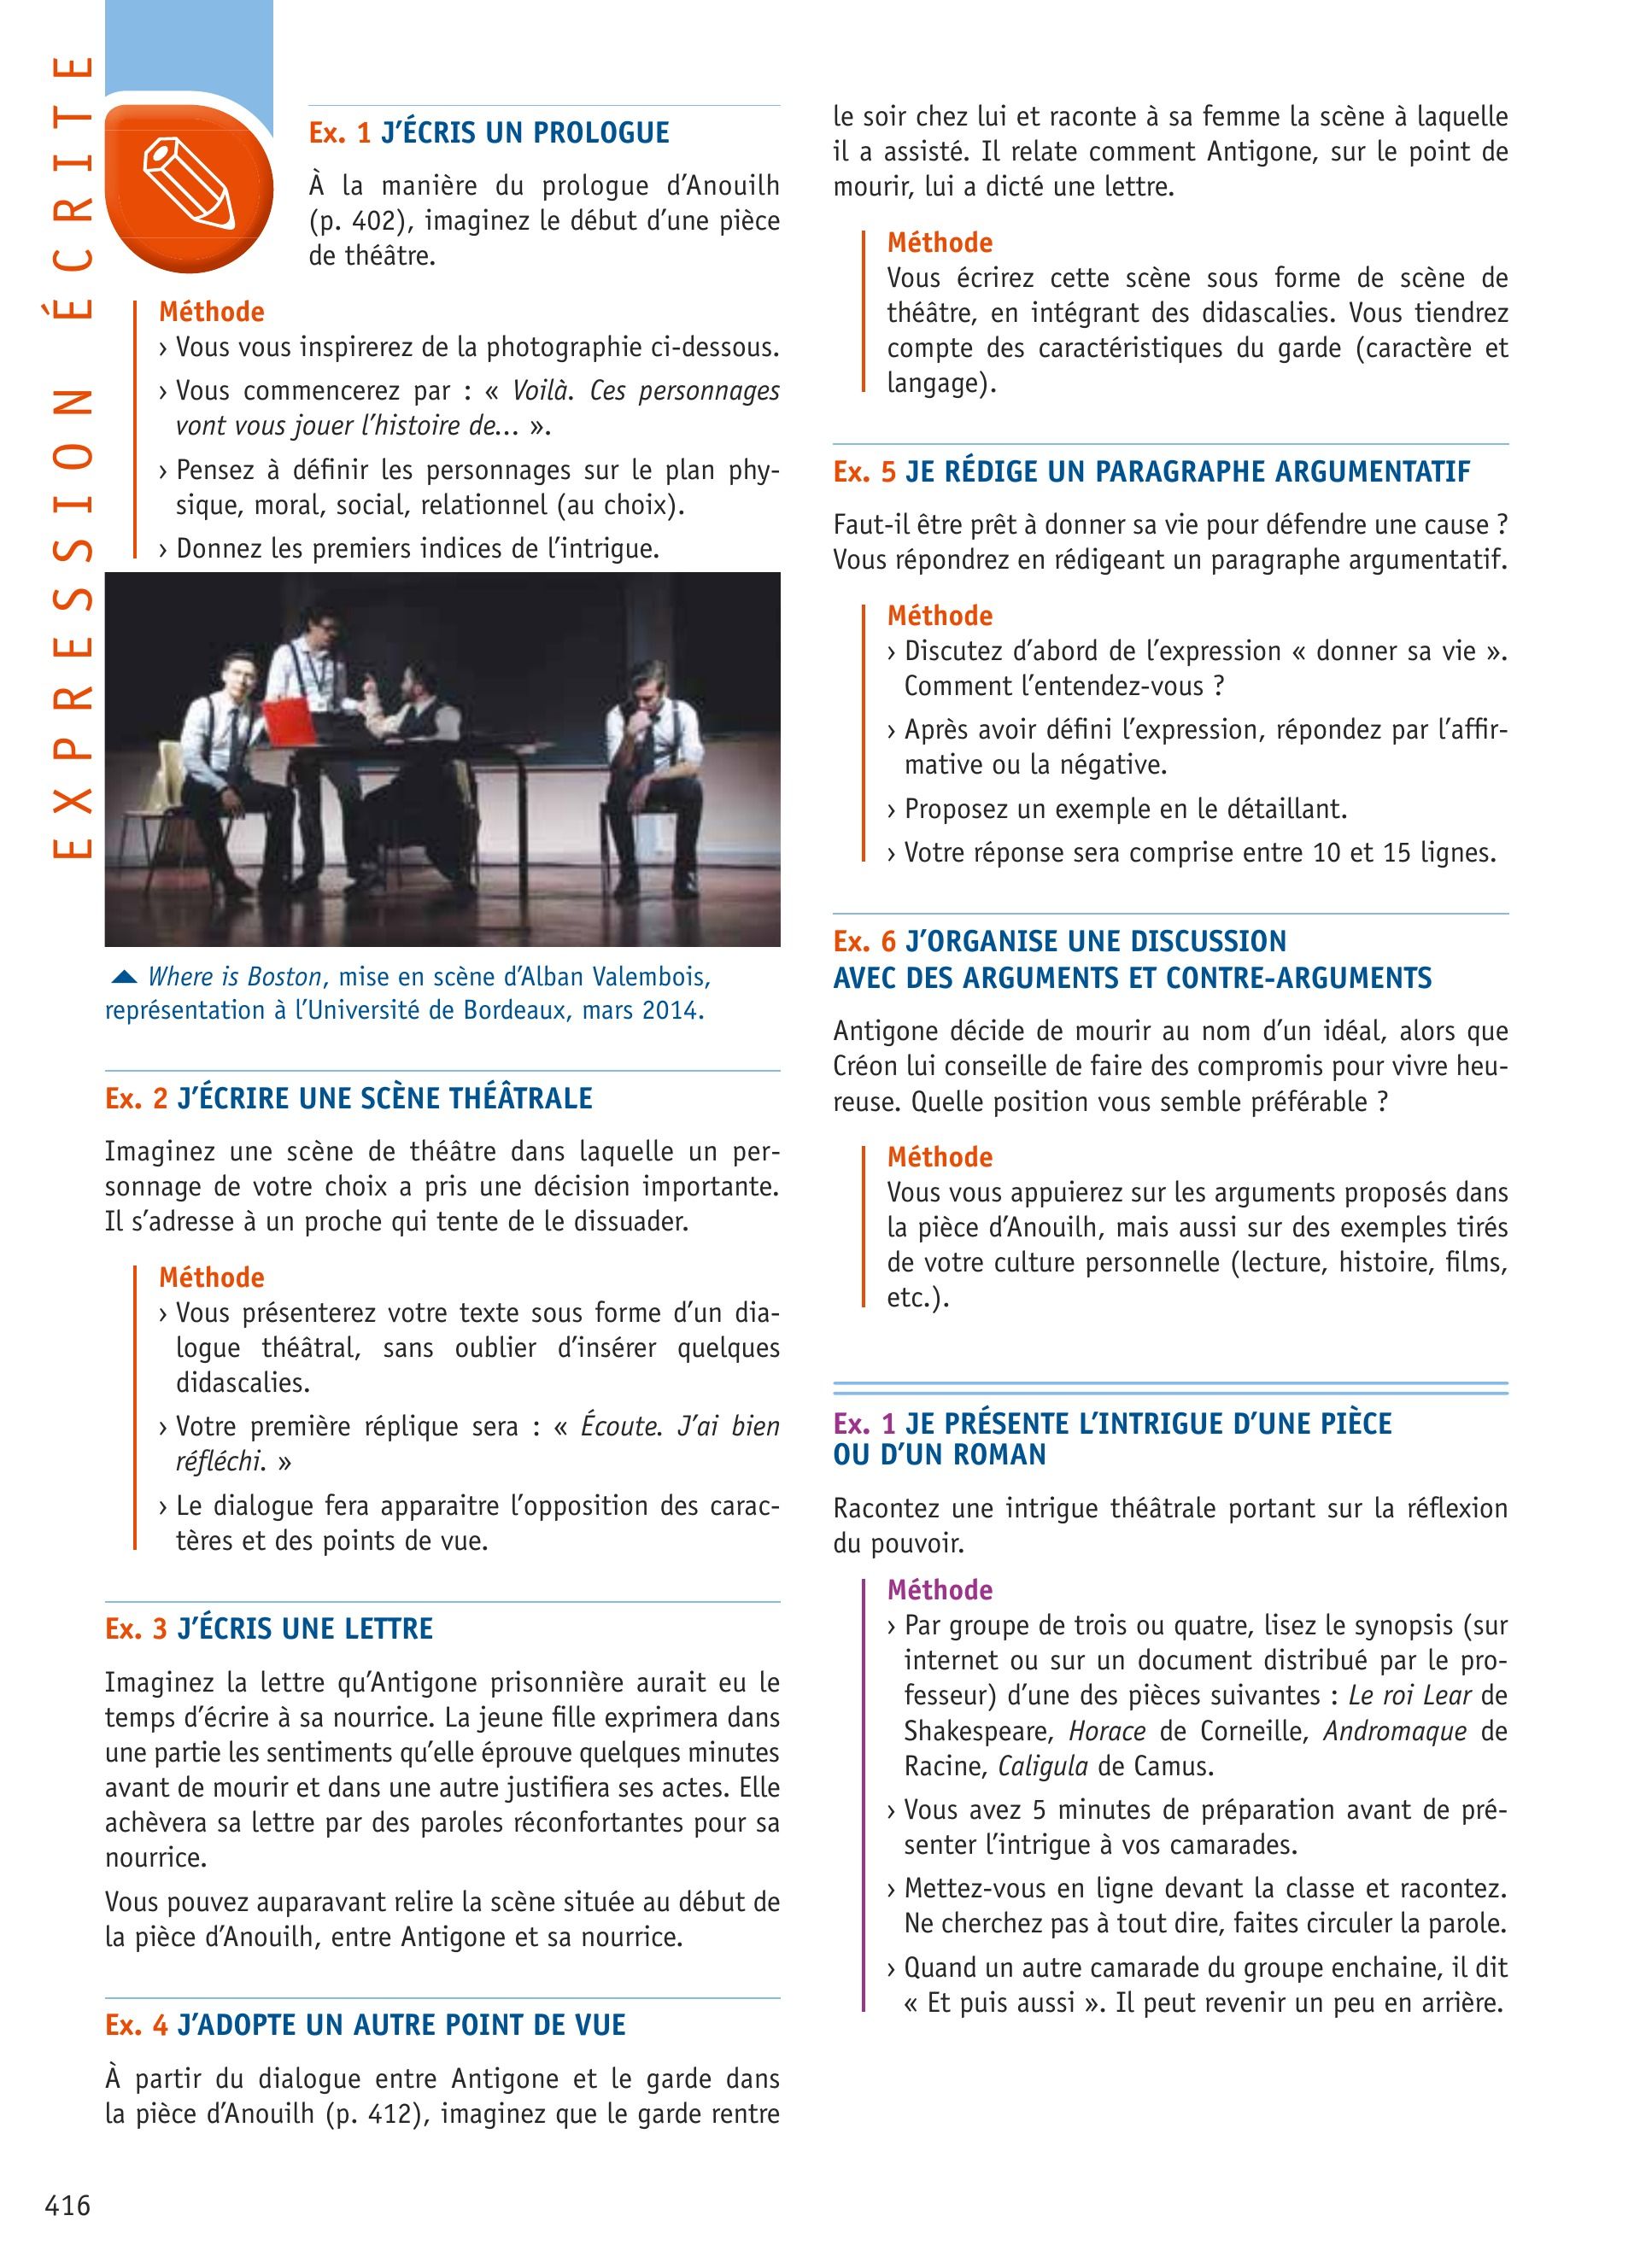 EXPRESSION ÉCRITE
Ex. 1 J'ÉCRIS UN PROLOGUE
À la manière du prologue d'Anouilh
(p. 402), imaginez le début d'une pièce
de théâtre.
Méthode
› Vous vous inspirerez de la photographie ci-dessous.
› Vous commencerez par : « Voilà. Ces personnages
vont vous jouer l'histoire de... ».
› Pensez à définir les personnages sur le plan phy-
sique, moral, social, relationnel (au choix).
› Donnez les premiers indices de l'intrigue.
Where is Boston, mise en scène d'Alban Valembois,
représentation à l'Université de Bordeaux, mars 2014.
Ex. 2 J'ÉCRIRE UNE SCÈNE THÉÂTRALE
Imaginez une scène de théâtre dans laquelle un per-
sonnage de votre choix a pris une décision importante.
Il s'adresse à un proche qui tente de le dissuader.
Méthode
› Vous présenterez votre texte sous forme d'un dia-
logue théâtral, sans oublier d'insérer quelques
didascalies.
› Votre première réplique sera : « Écoute. J'ai bien
réfléchi. »
› Le dialogue fera apparaitre l'opposition des carac-
tères et des points de vue.
Ex. 3 J'ÉCRIS UNE LETTRE
Imaginez la lettre qu'Antigone prisonnière aurait eu le
temps d'écrire à sa nourrice. La jeune fille exprimera dans
une partie les sentiments qu'elle éprouve quelques minutes
avant de mourir et dans une autre justifiera ses actes. Elle
achèvera sa lettre par des paroles réconfortantes pour sa
nourrice.
Vous pouvez auparavant relire la scène située au début de
la pièce d'Anouilh, entre Antigone et sa nourrice.
Ex. 4 J'ADOPTE UN AUTRE POINT DE VUE
À partir du dialogue entre Antigone et le garde dans
la pièce d'Anouilh (p. 412), imaginez que le garde rentre
le soir chez lui et raconte à sa femme la scène à laquelle
il a assisté. Il relate comment Antigone, sur le point de
mourir, lui a dicté une lettre.
Méthode
Vous écrirez cette scène sous forme de scène de
théâtre, en intégrant des didascalies. Vous tiendrez
compte des caractéristiques du garde (caractère et
langage).
Ex. 5 JE RÉDIGE UN PARAGRAPHE ARGUMENTATIF
Faut-il être prêt à donner sa vie pour défendre une cause ?
Vous répondrez en rédigeant un paragraphe argumentatif.
Méthode
› Discutez d'abord de l'expression « donner sa vie ».
Comment l'entendez-vous ?
› Après avoir défini l'expression, répondez par l'affir-
mative ou la négative.
› Proposez un exemple en le détaillant.
› Votre réponse sera comprise entre 10 et 15 lignes.
Ex. 6 J'ORGANISE UNE DISCUSSION
AVEC DES ARGUMENTS ET CONTRE-ARGUMENTS
Antigone décide de mourir au nom d'un idéal, alors que
Créon lui conseille de faire des compromis pour vivre heu-
reuse. Quelle position vous semble préférable ?
Méthode
Vous vous appuierez sur les arguments proposés dans
la pièce d'Anouilh, mais aussi sur des exemples tirés
de votre culture personnelle (lecture, histoire, films,
etc.).
Ex. 1 JE PRÉSENTE L'INTRIGUE D'UNE PIÈCE
OU D'UN ROMAN
Racontez une intrigue théâtrale portant sur la réflexion
du pouvoir.
Méthode
› Par groupe de trois ou quatre, lisez le synopsis (sur
internet ou sur un document distribué par le pro-
fesseur) d'une des pièces suivantes : Le roi Lear de
Shakespeare, Horace de Corneille, Andromaque de
Racine, Caligula de Camus.
› Vous avez 5 minutes de préparation avant de pré-
senter l'intrigue à vos camarades.
› Mettez-vous en ligne devant la classe et racontez.
Ne cherchez pas à tout dire, faites circuler la parole.
› Quand un autre camarade du groupe enchaine, il dit
« Et puis aussi ». Il peut revenir un peu en arrière.
416